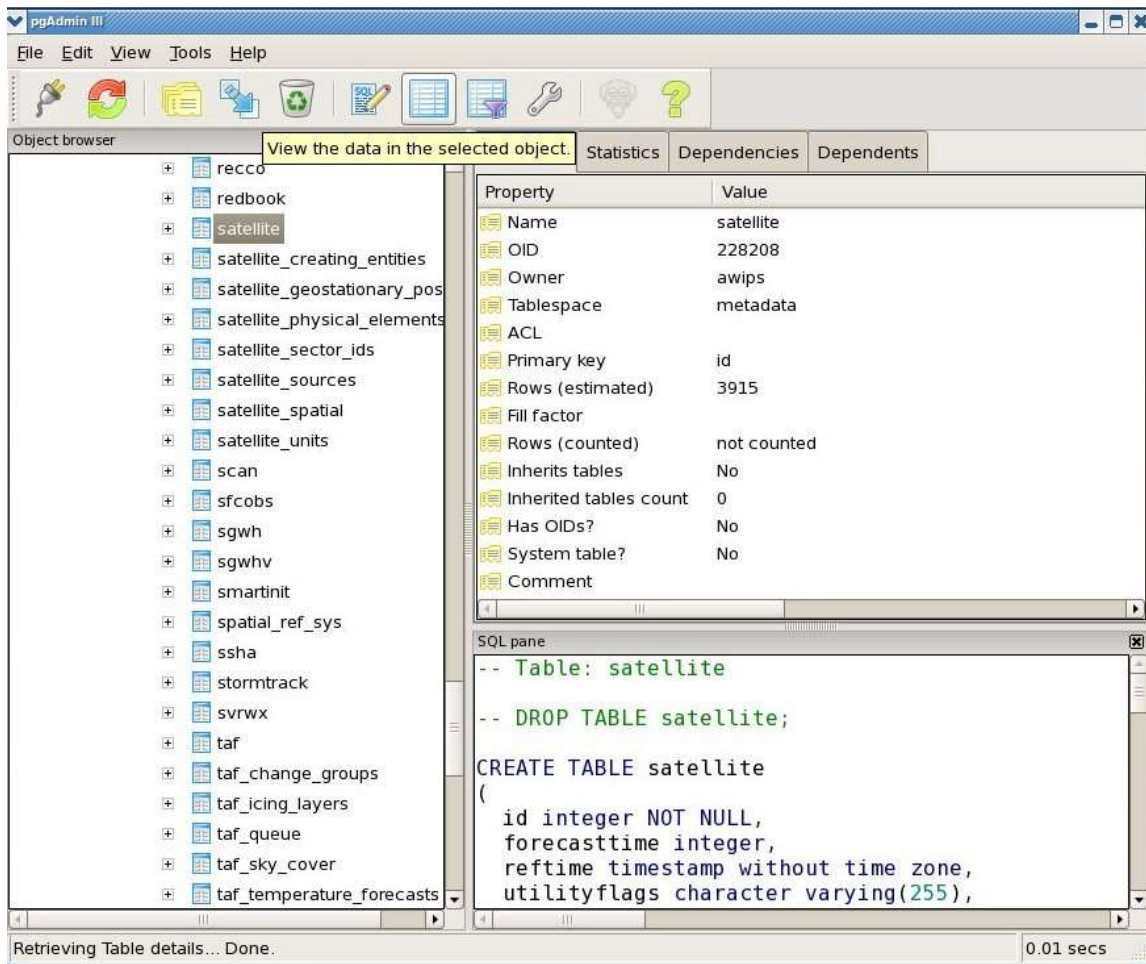 pgAdmin III
File Edit View Tools Help
SQL
Object browser
View the data in the selected object.
Statistics Dependencies Dependents
recco
redbook
satellite
satellite_creating_entities
satellite_geostationary_pos
satellite_physical_elements
satellite_sector_ids
satellite_sources
satellite_spatial
satellite_units
scan
sfcobs
sgwh
sgwhv
smartinit
spatial_ref_sys
ssha
stormtrack
svrwx
taf
taf_change_groups
taf_icing_layers
taf_queue
taf_sky_cover
taf_temperature_forecasts
Property Value
Name satellite
OID 228208
Owner awips
Tablespace metadata
ACL
Primary key id
Rows (estimated) 3915
Fill factor
Rows (counted) not counted
Inherits tables No
Inherited tables count 0
Has OIDs? No
System table? No
Comment
SQL pane
-- Table: satellite
-- DROP TABLE satellite;
CREATE TABLE satellite
(
id integer NOT NULL,
forecasttime integer,
reftime timestamp without time zone,
utilityflags character varying(255),
Retrieving Table details... Done.
0.01 secs